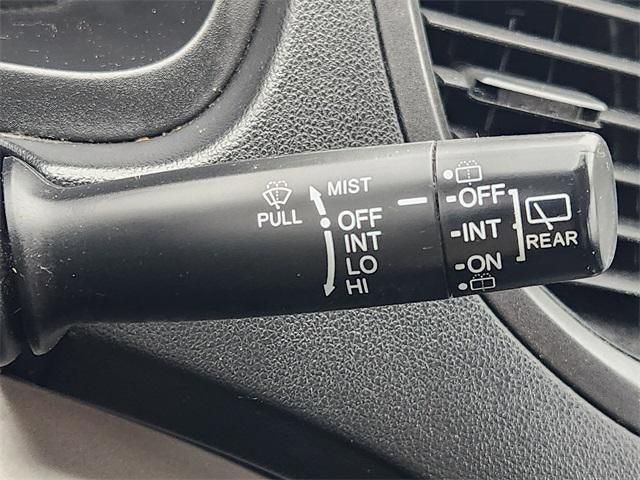 MIST
PULL
OFF
INT
LO
HI
-OFF
-INT
-ON
REAR